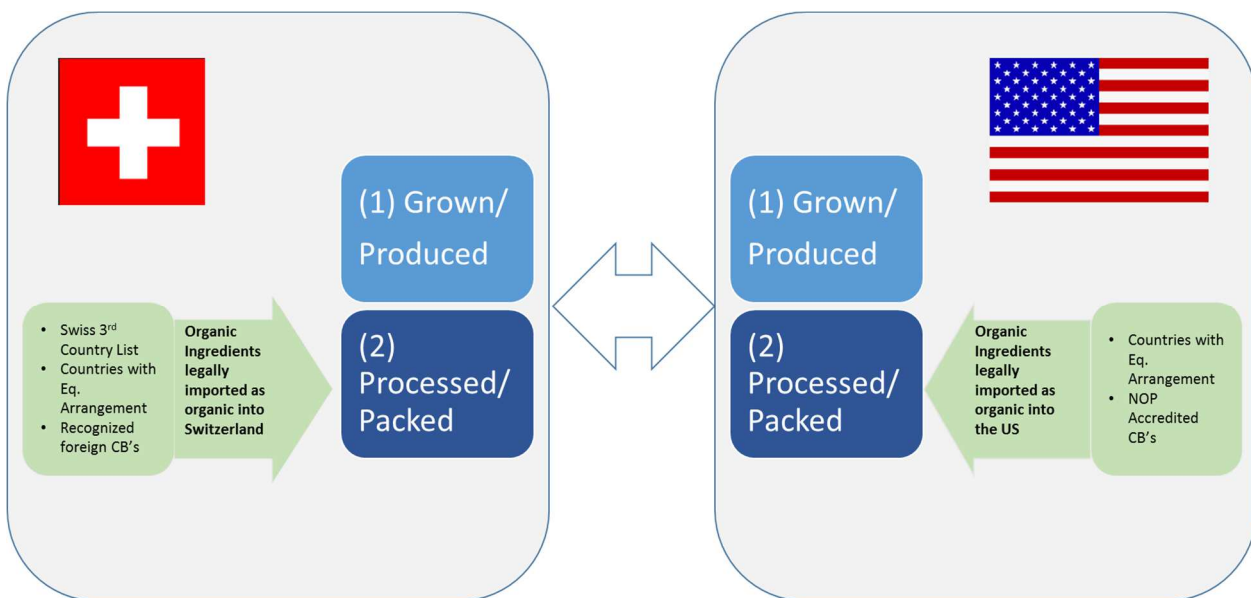 (1) Grown/
Produced
• Swiss 3rd
Country List
• Countries with
Eq.
Arrangement
• Recognized
foreign CB's
Organic
Ingredients
legally
imported as
organic into
Switzerland
(2)
Processed/
Packed
(1) Grown/
Produced
(2)
Processed/
Packed
Organic
Ingredients
legally
imported as
organic into
the US
• Countries with
Eq.
Arrangement
• NOP
Accredited
CB's